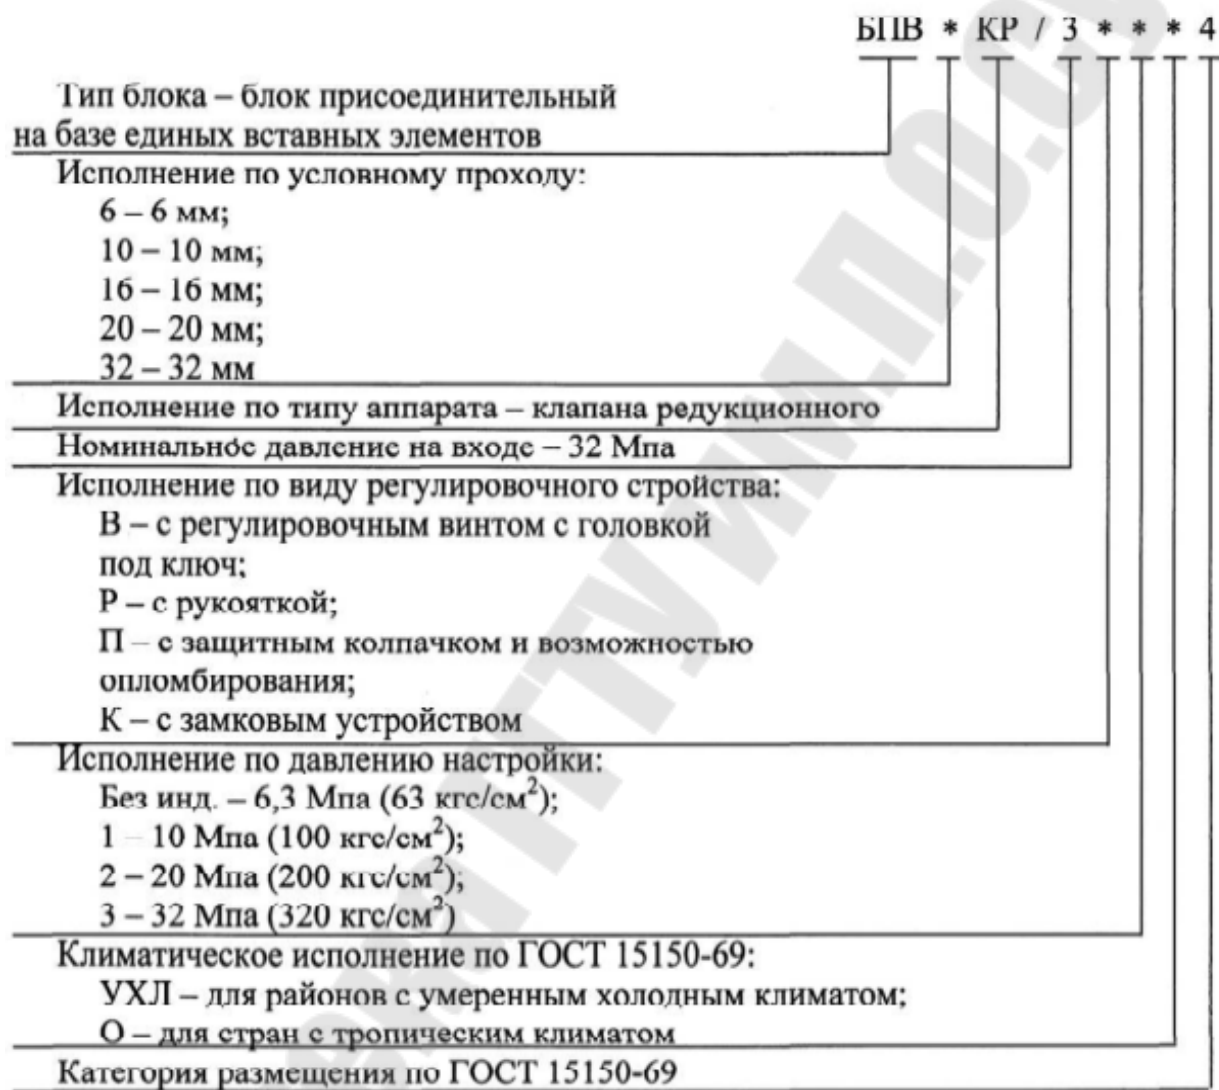 БПВ * КР / 3 * * * 4
Тип блока – блок присоединительный
на базе единых вставных элементов
Исполнение по условному проходу:
6 – 6 мм;
10 – 10 мм;
16 – 16 мм;
20 – 20 мм;
32 – 32 мм
Исполнение по типу аппарата – клапана редукционного
Номинальное давление на входе – 32 Мпа
Исполнение по виду регулировочного стройства:
В – с регулировочным винтом с головкой
под ключ;
Р – с рукояткой;
П – с защитным колпачком и возможностью
опломбирования;
К – с замковым устройством
Исполнение по давлению настройки:
Без инд. – 6,3 Мпа (63 кгс/см²);
1 – 10 Мпа (100 кгс/см²);
2 – 20 Мпа (200 кгс/см²);
3 – 32 Мпа (320 кгс/см²)
Климатическое исполнение по ГОСТ 15150-69:
УХЛ – для районов с умеренным холодным климатом;
О – для стран с тропическим климатом
Категория размещения по ГОСТ 15150-69